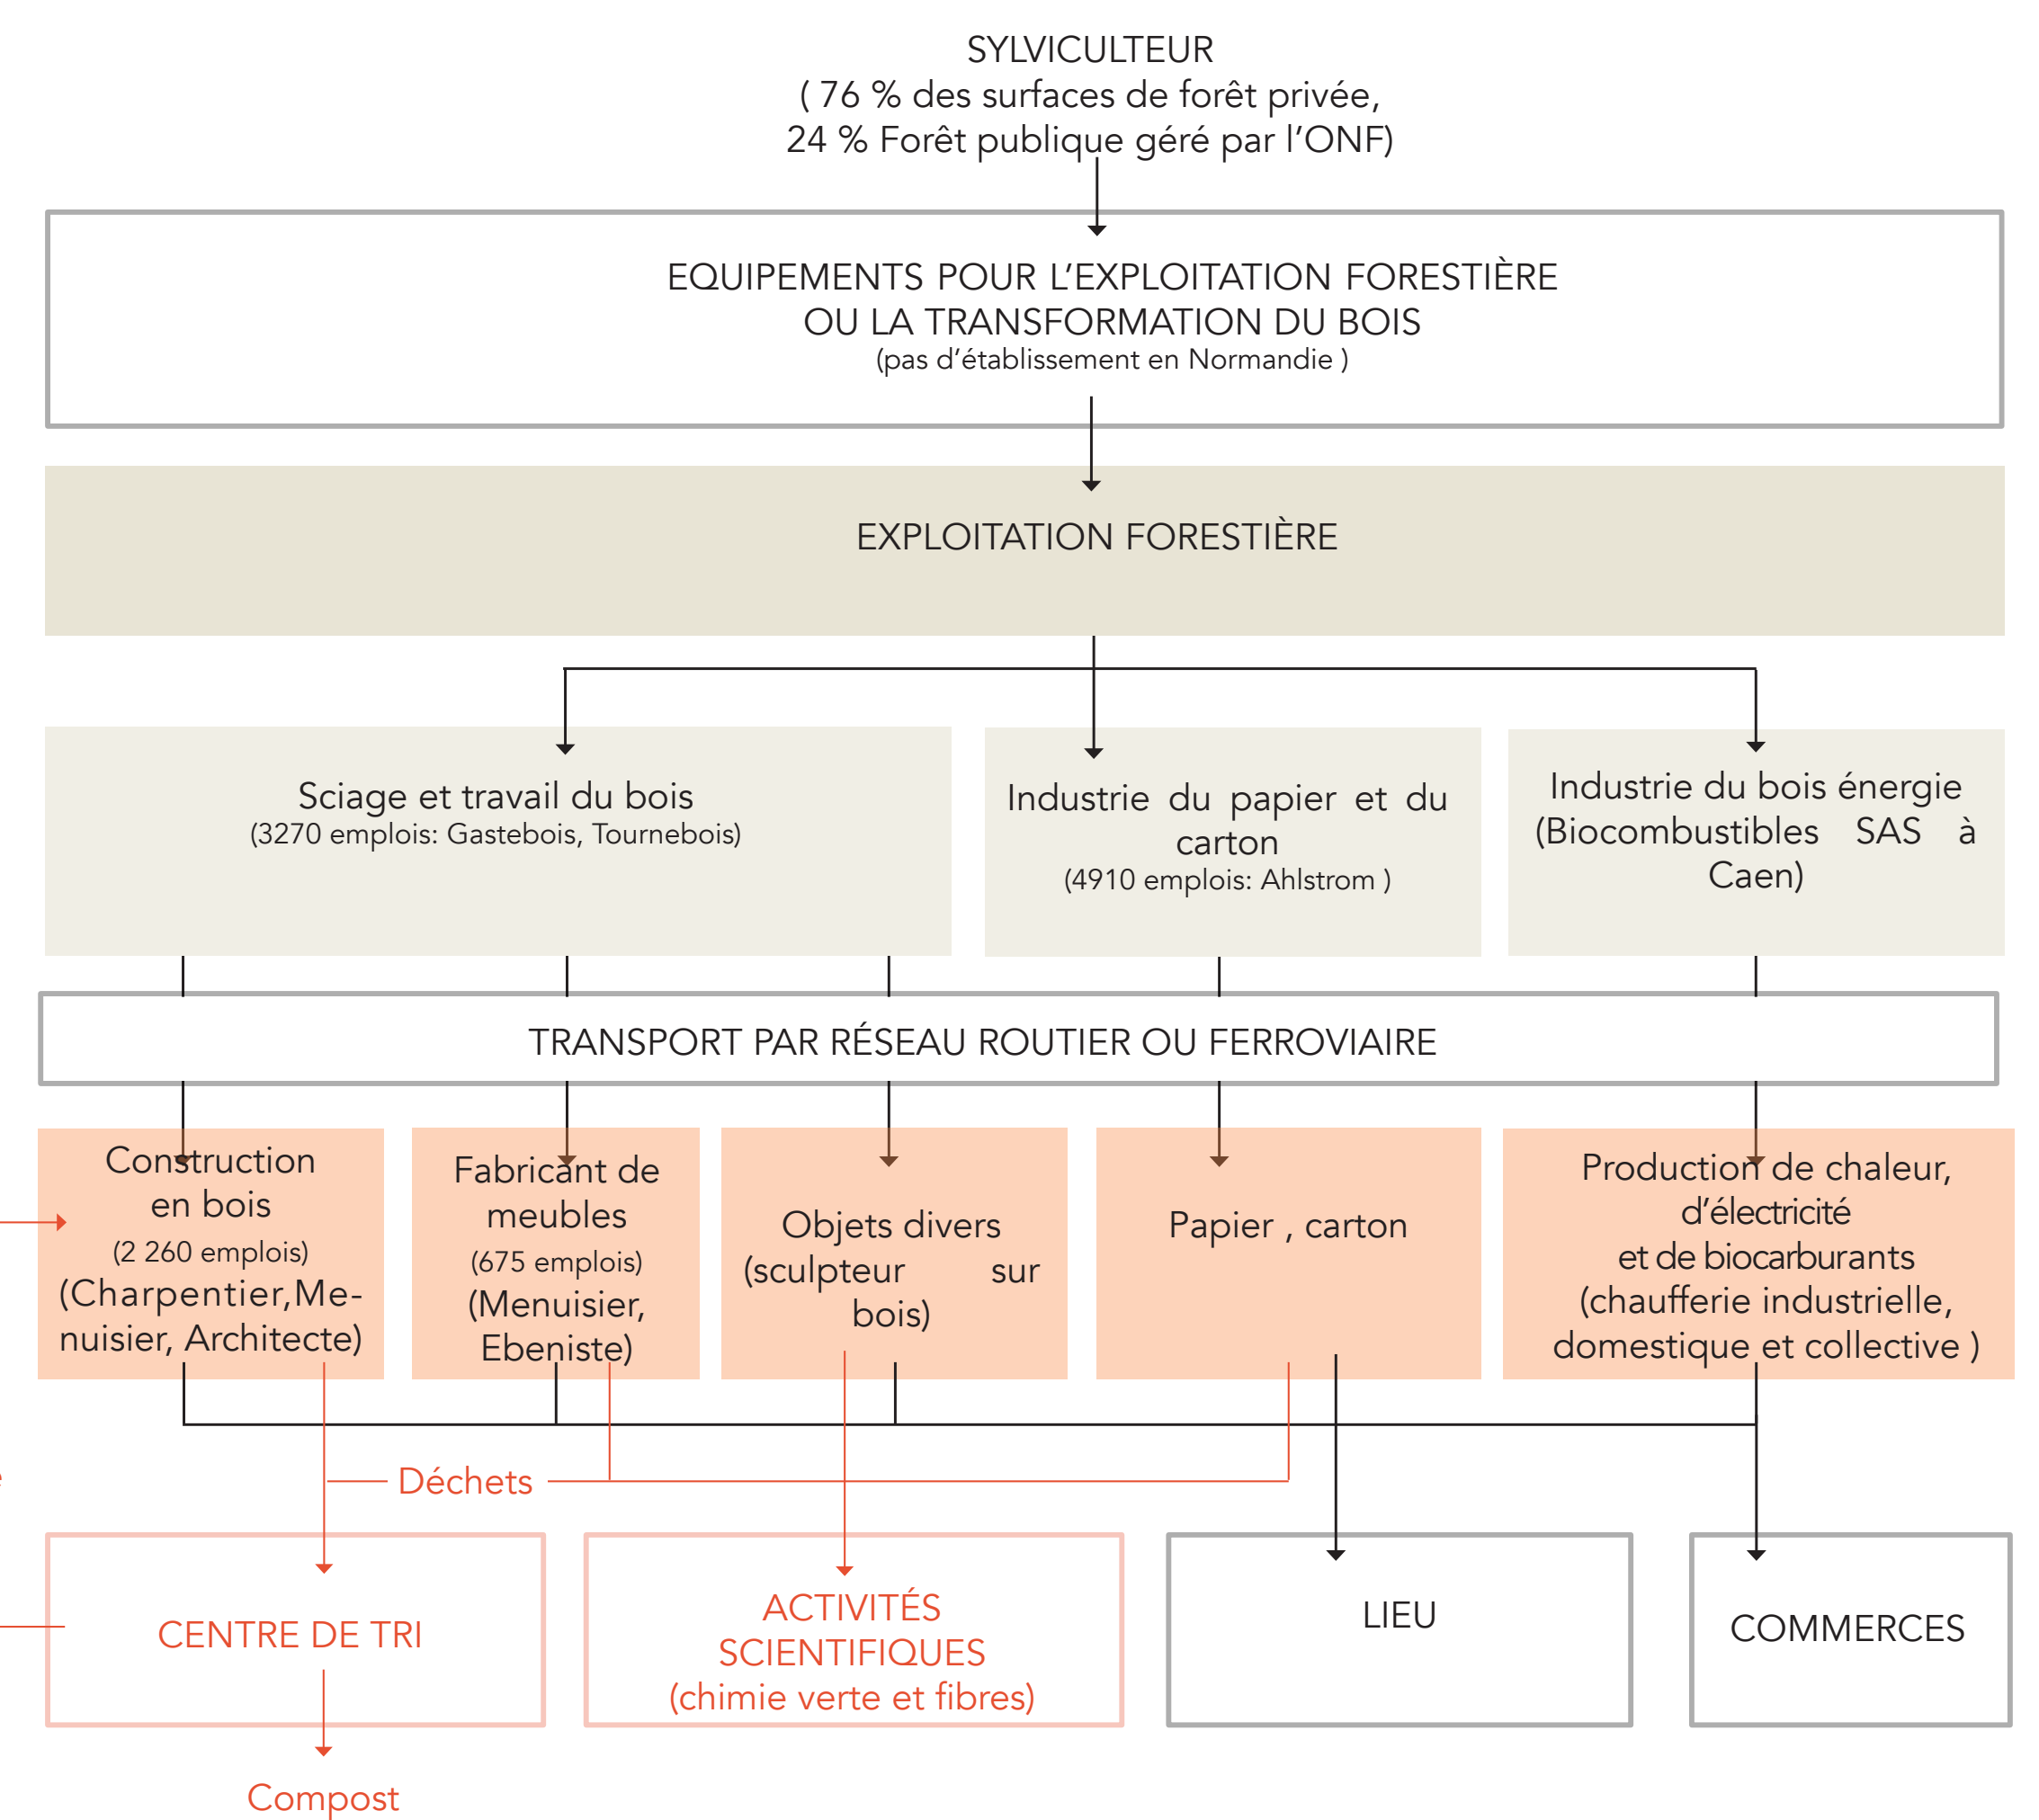 SYLVICULTEUR
( 76 % des surfaces de forêt privée,
24 % Forêt publique géré par l'ONF)
EQUIPEMENTS POUR L'EXPLOITATION FORESTIÈRE
OU LA TRANSFORMATION DU BOIS
(pas d'établissement en Normandie )
EXPLOITATION FORESTIÈRE
Sciage et travail du bois
(3270 emplois: Gastebois, Tournebois)
Industrie du papier et du
carton
(4910 emplois: Ahlstrom )
Industrie du bois énergie
(Biocombustibles SAS à
Caen)
TRANSPORT PAR RÉSEAU ROUTIER OU FERROVIAIRE
Construction
en bois
(2 260 emplois)
(Charpentier,Me-
nuisier, Architecte)
Fabricant de
meubles
(675 emplois)
(Menuisier,
Ebeniste)
Objets divers
(sculpteur sur
bois)
Papier , carton
Production de chaleur,
d'électricité
et de biocarburants
(chaufferie industrielle,
domestique et collective )
Déchets
CENTRE DE TRI
ACTIVITÉS
SCIENTIFIQUES
(chimie verte et fibres)
LIEU
COMMERCES
Compost